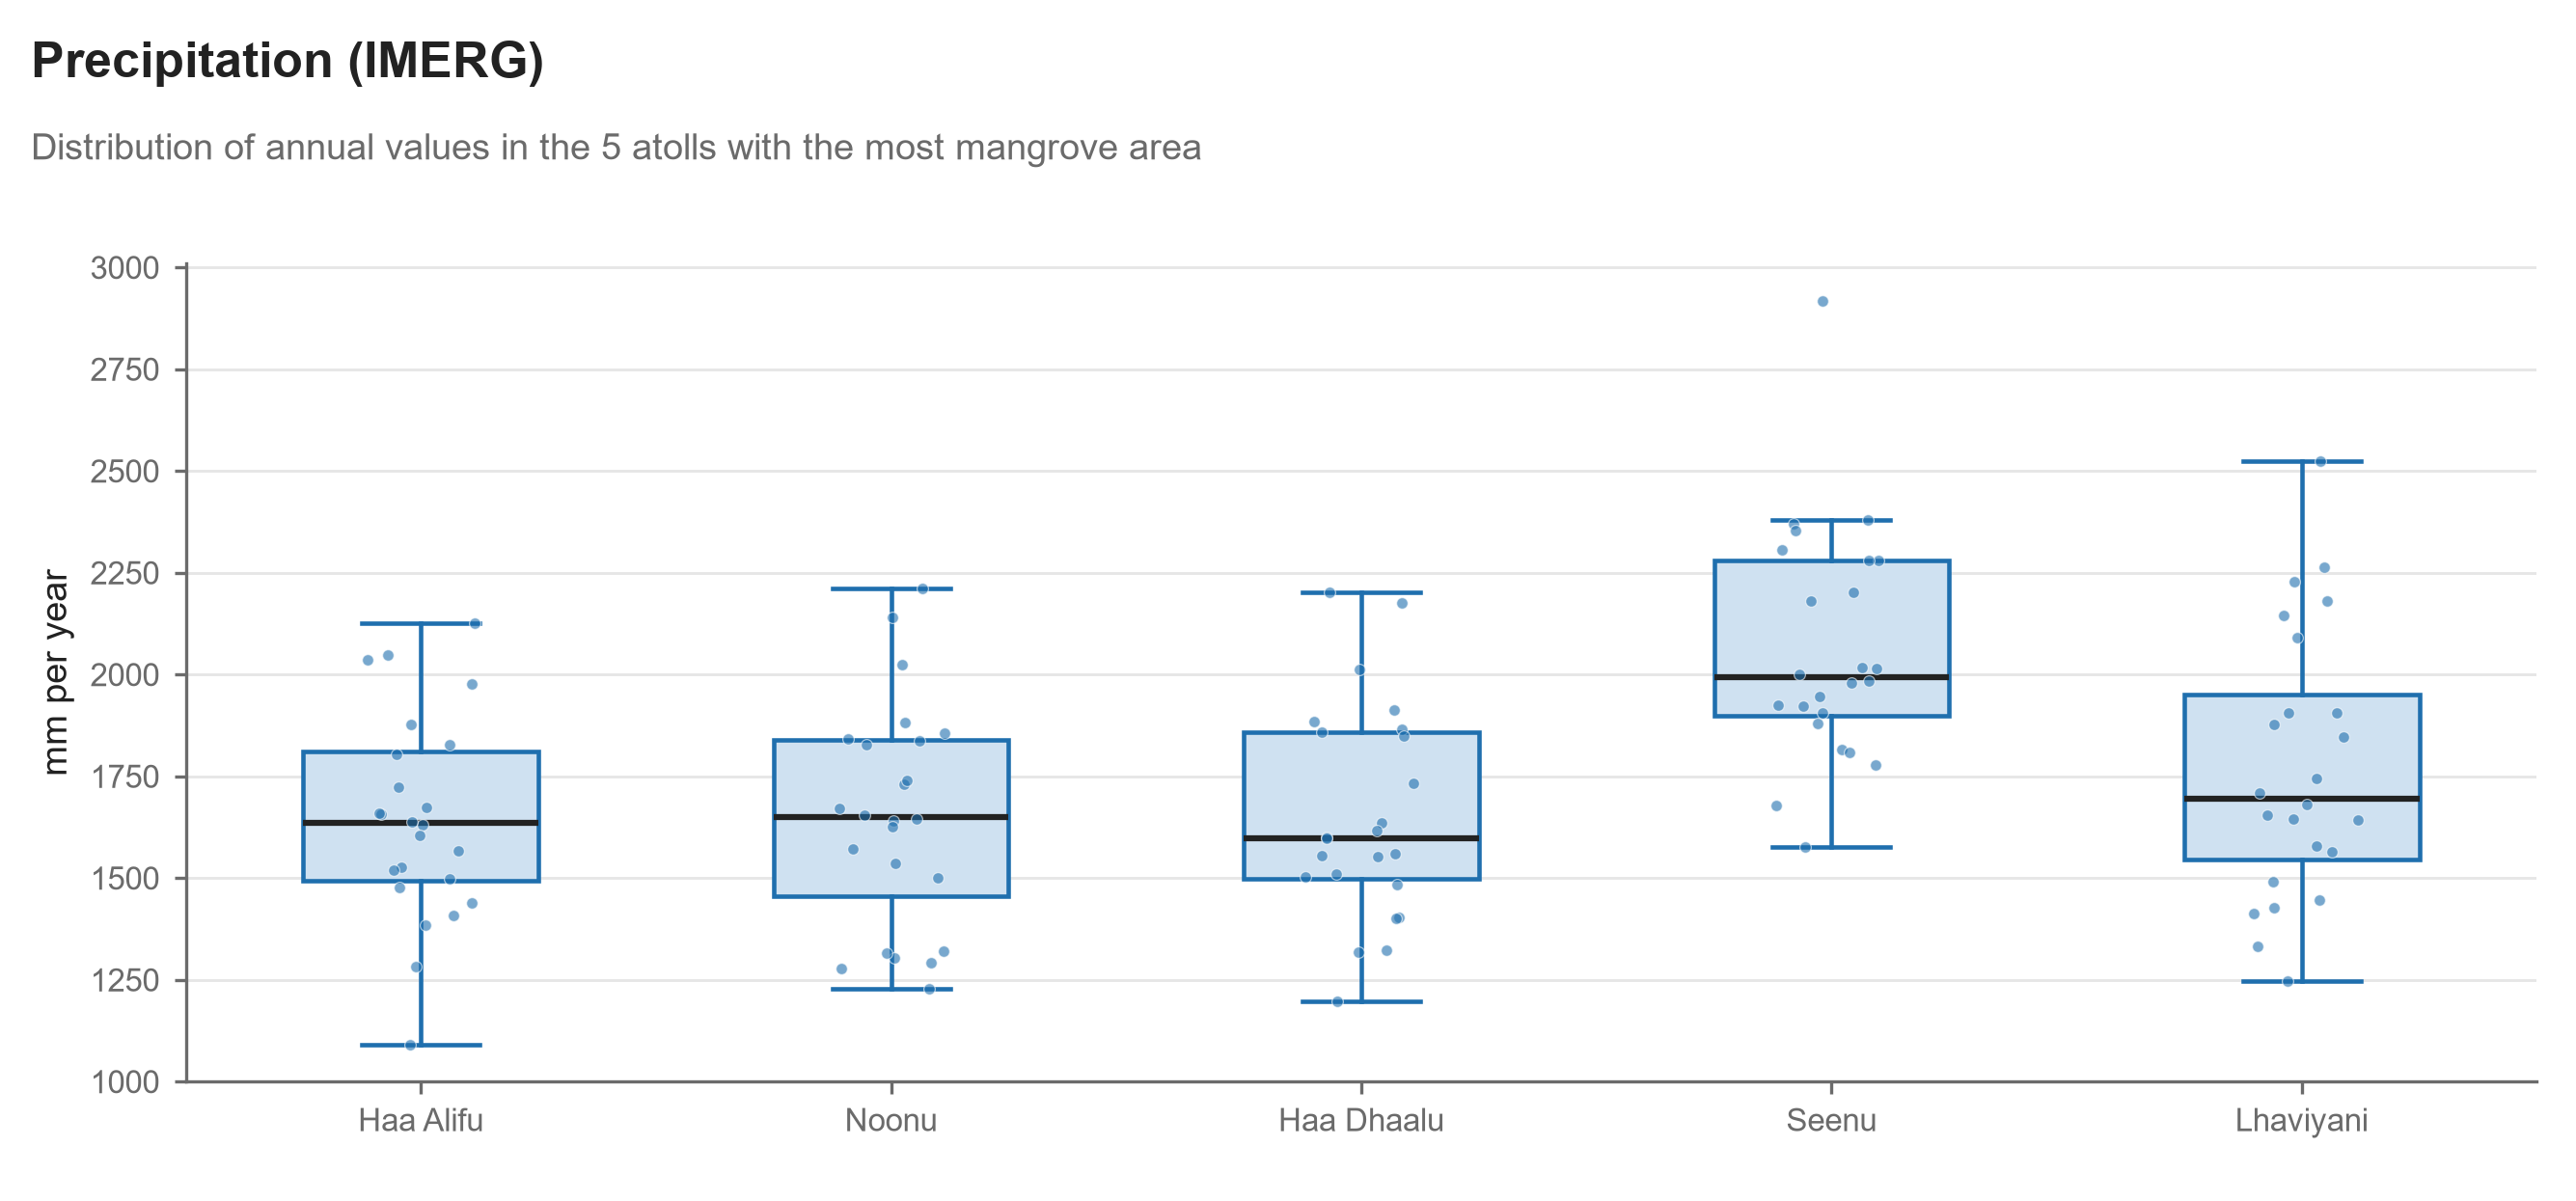 Precipitation (IMERG)
Distribution of annual values in the 5 atolls with the most mangrove area
mm per year
3000
2750
2500
2250
2000
1750
1500
1250
1000
Haa Alifu
Noonu
Haa Dhaalu
Seenu
Lhaviyani